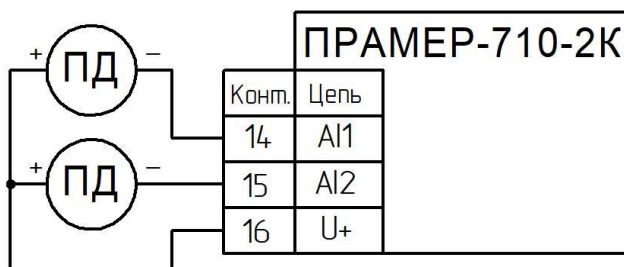 ПРАМЕР-710-2К
+ ПД −
Конт. Цепь
14 AI1
+ ПД −
15 AI2
16 U+